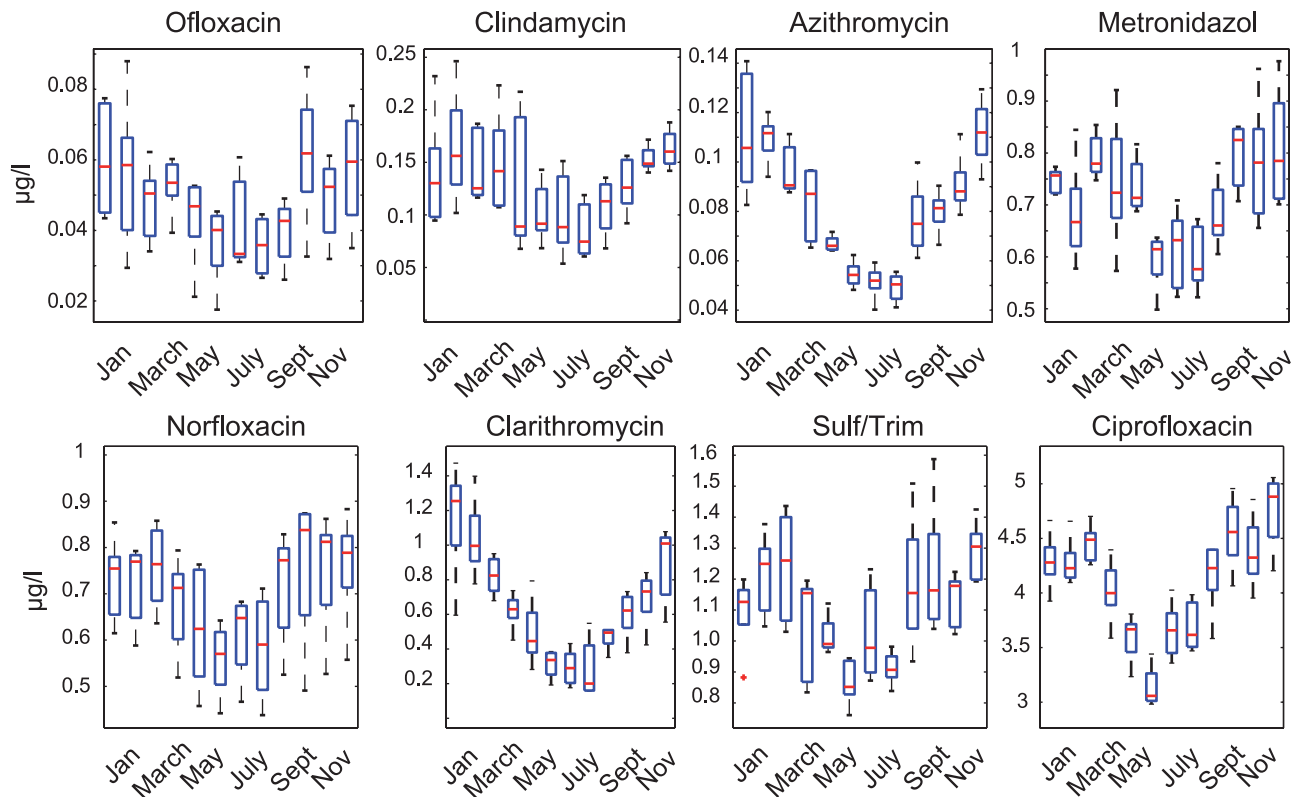 Ofloxacin
Clindamycin
Azithromycin
Metronidazol
µg/l
0.08
0.06
0.04
0.02
Jan
March
May
July
Sept
Nov
0.25
0.2
0.15
0.1
0.05
0
Jan
March
May
July
Sept
Nov
0.14
0.12
0.1
0.08
0.06
0.04
Jan
March
May
July
Sept
Nov
1
0.9
0.8
0.7
0.6
0.5
Jan
March
May
July
Sept
Nov
Norfloxacin
Clarithromycin
Sulf/Trim
Ciprofloxacin
µg/l
1
0.9
0.8
0.7
0.6
0.5
Jan
March
May
July
Sept
Nov
1.4
1.2
1
0.8
0.6
0.4
0.2
Jan
March
May
July
Sept
Nov
1.6
1.5
1.4
1.3
1.2
1.1
1.0
0.9
0.8
Jan
March
May
July
Sept
Nov
5
4.5
4
3.5
3
Jan
March
May
July
Sept
Nov